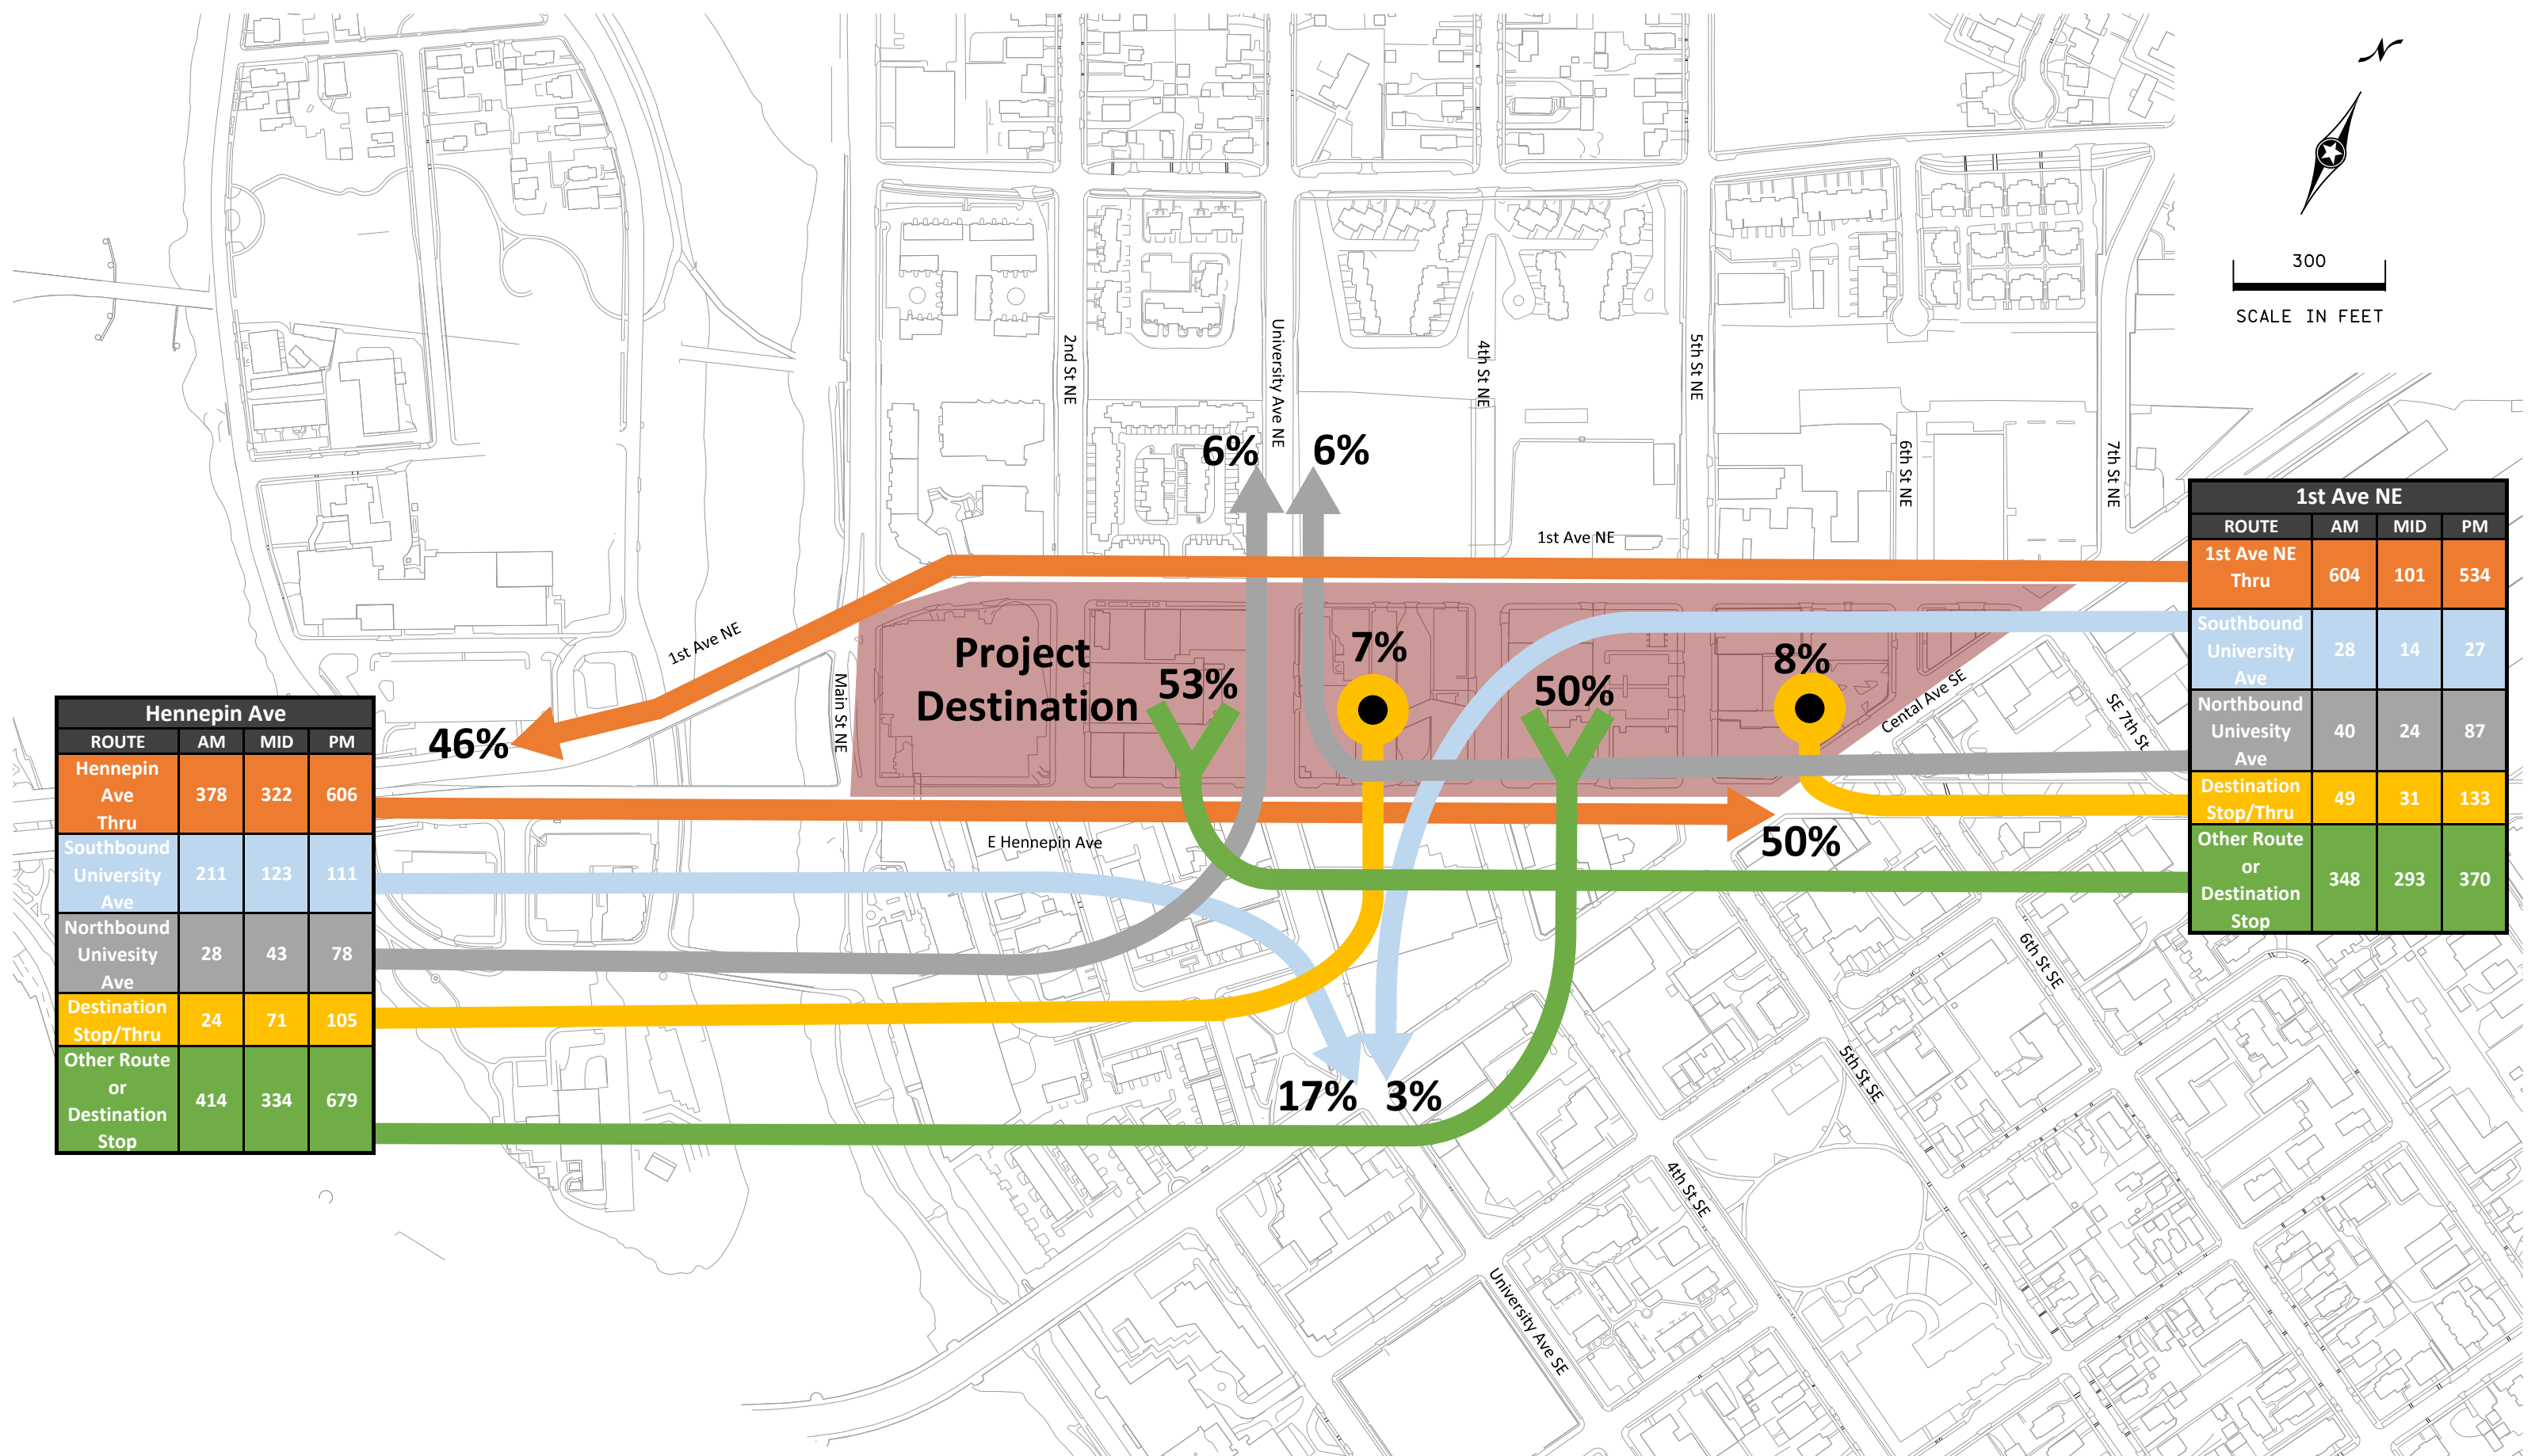 N
300
SCALE IN FEET
2nd St NE
University Ave NE
4th St NE
5th St NE
6th St NE
7th St NE
6%
6%
1st Ave NE
1st Ave NE
Main St NE
Project
Destination
53%
7%
50%
8%
Cental Ave SE
SE 7th St
46%
50%
E Hennepin Ave
17%
3%
6th St SE
5th St SE
4th St SE
University Ave SE
Hennepin Ave
ROUTE AM MID PM
Hennepin
Ave
Thru
378 322 606
Southbound
University
Ave
211 123 111
Northbound
Univesity
Ave
28 43 78
Destination
Stop/Thru
24 71 105
Other Route
or
Destination
Stop
414 334 679
1st Ave NE
ROUTE AM MID PM
1st Ave NE
Thru
604 101 534
Southbound
University
Ave
28 14 27
Northbound
Univesity
Ave
40 24 87
Destination
Stop/Thru
49 31 133
Other Route
or
Destination
Stop
348 293 370